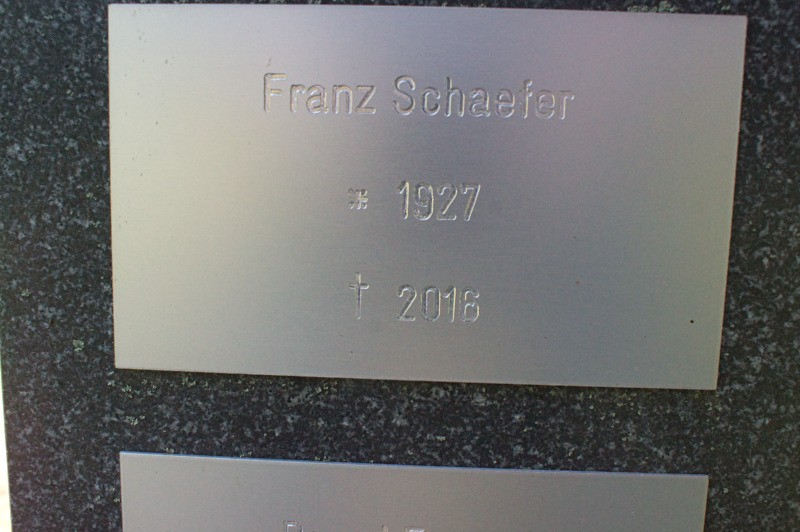 Franz Schaefer
* 1927
† 2016